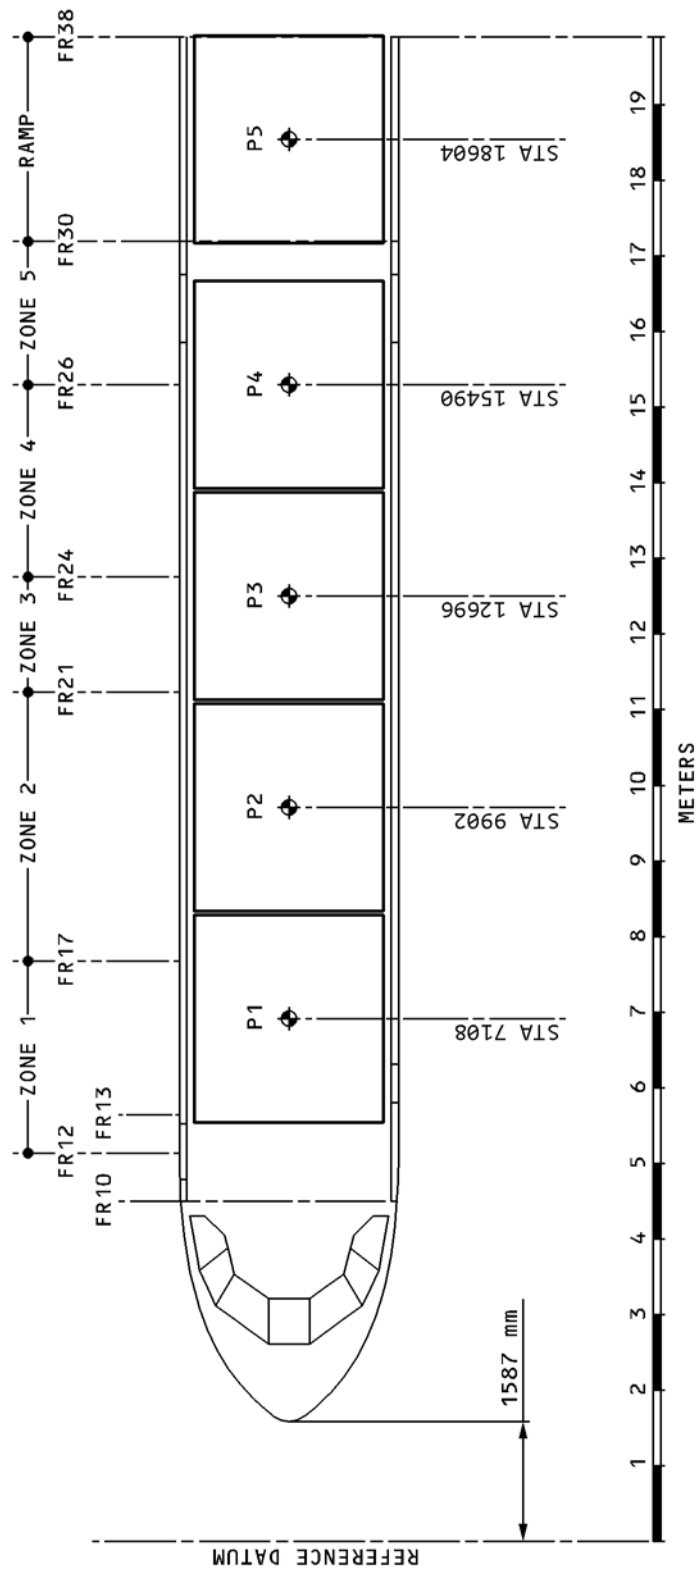 RAMP
ZONE 5
ZONE 4
ZONE 3
ZONE 2
ZONE 1
FR38
FR30
FR26
FR24
FR21
FR17
FR13
FR12
FR10
P5
P4
P3
P2
P1
STA 18604
STA 15490
STA 12696
STA 9902
STA 7108
19
18
17
16
15
14
13
12
11
10
9
8
7
6
5
4
3
2
1
METERS
1587 mm
REFERENCE DATUM